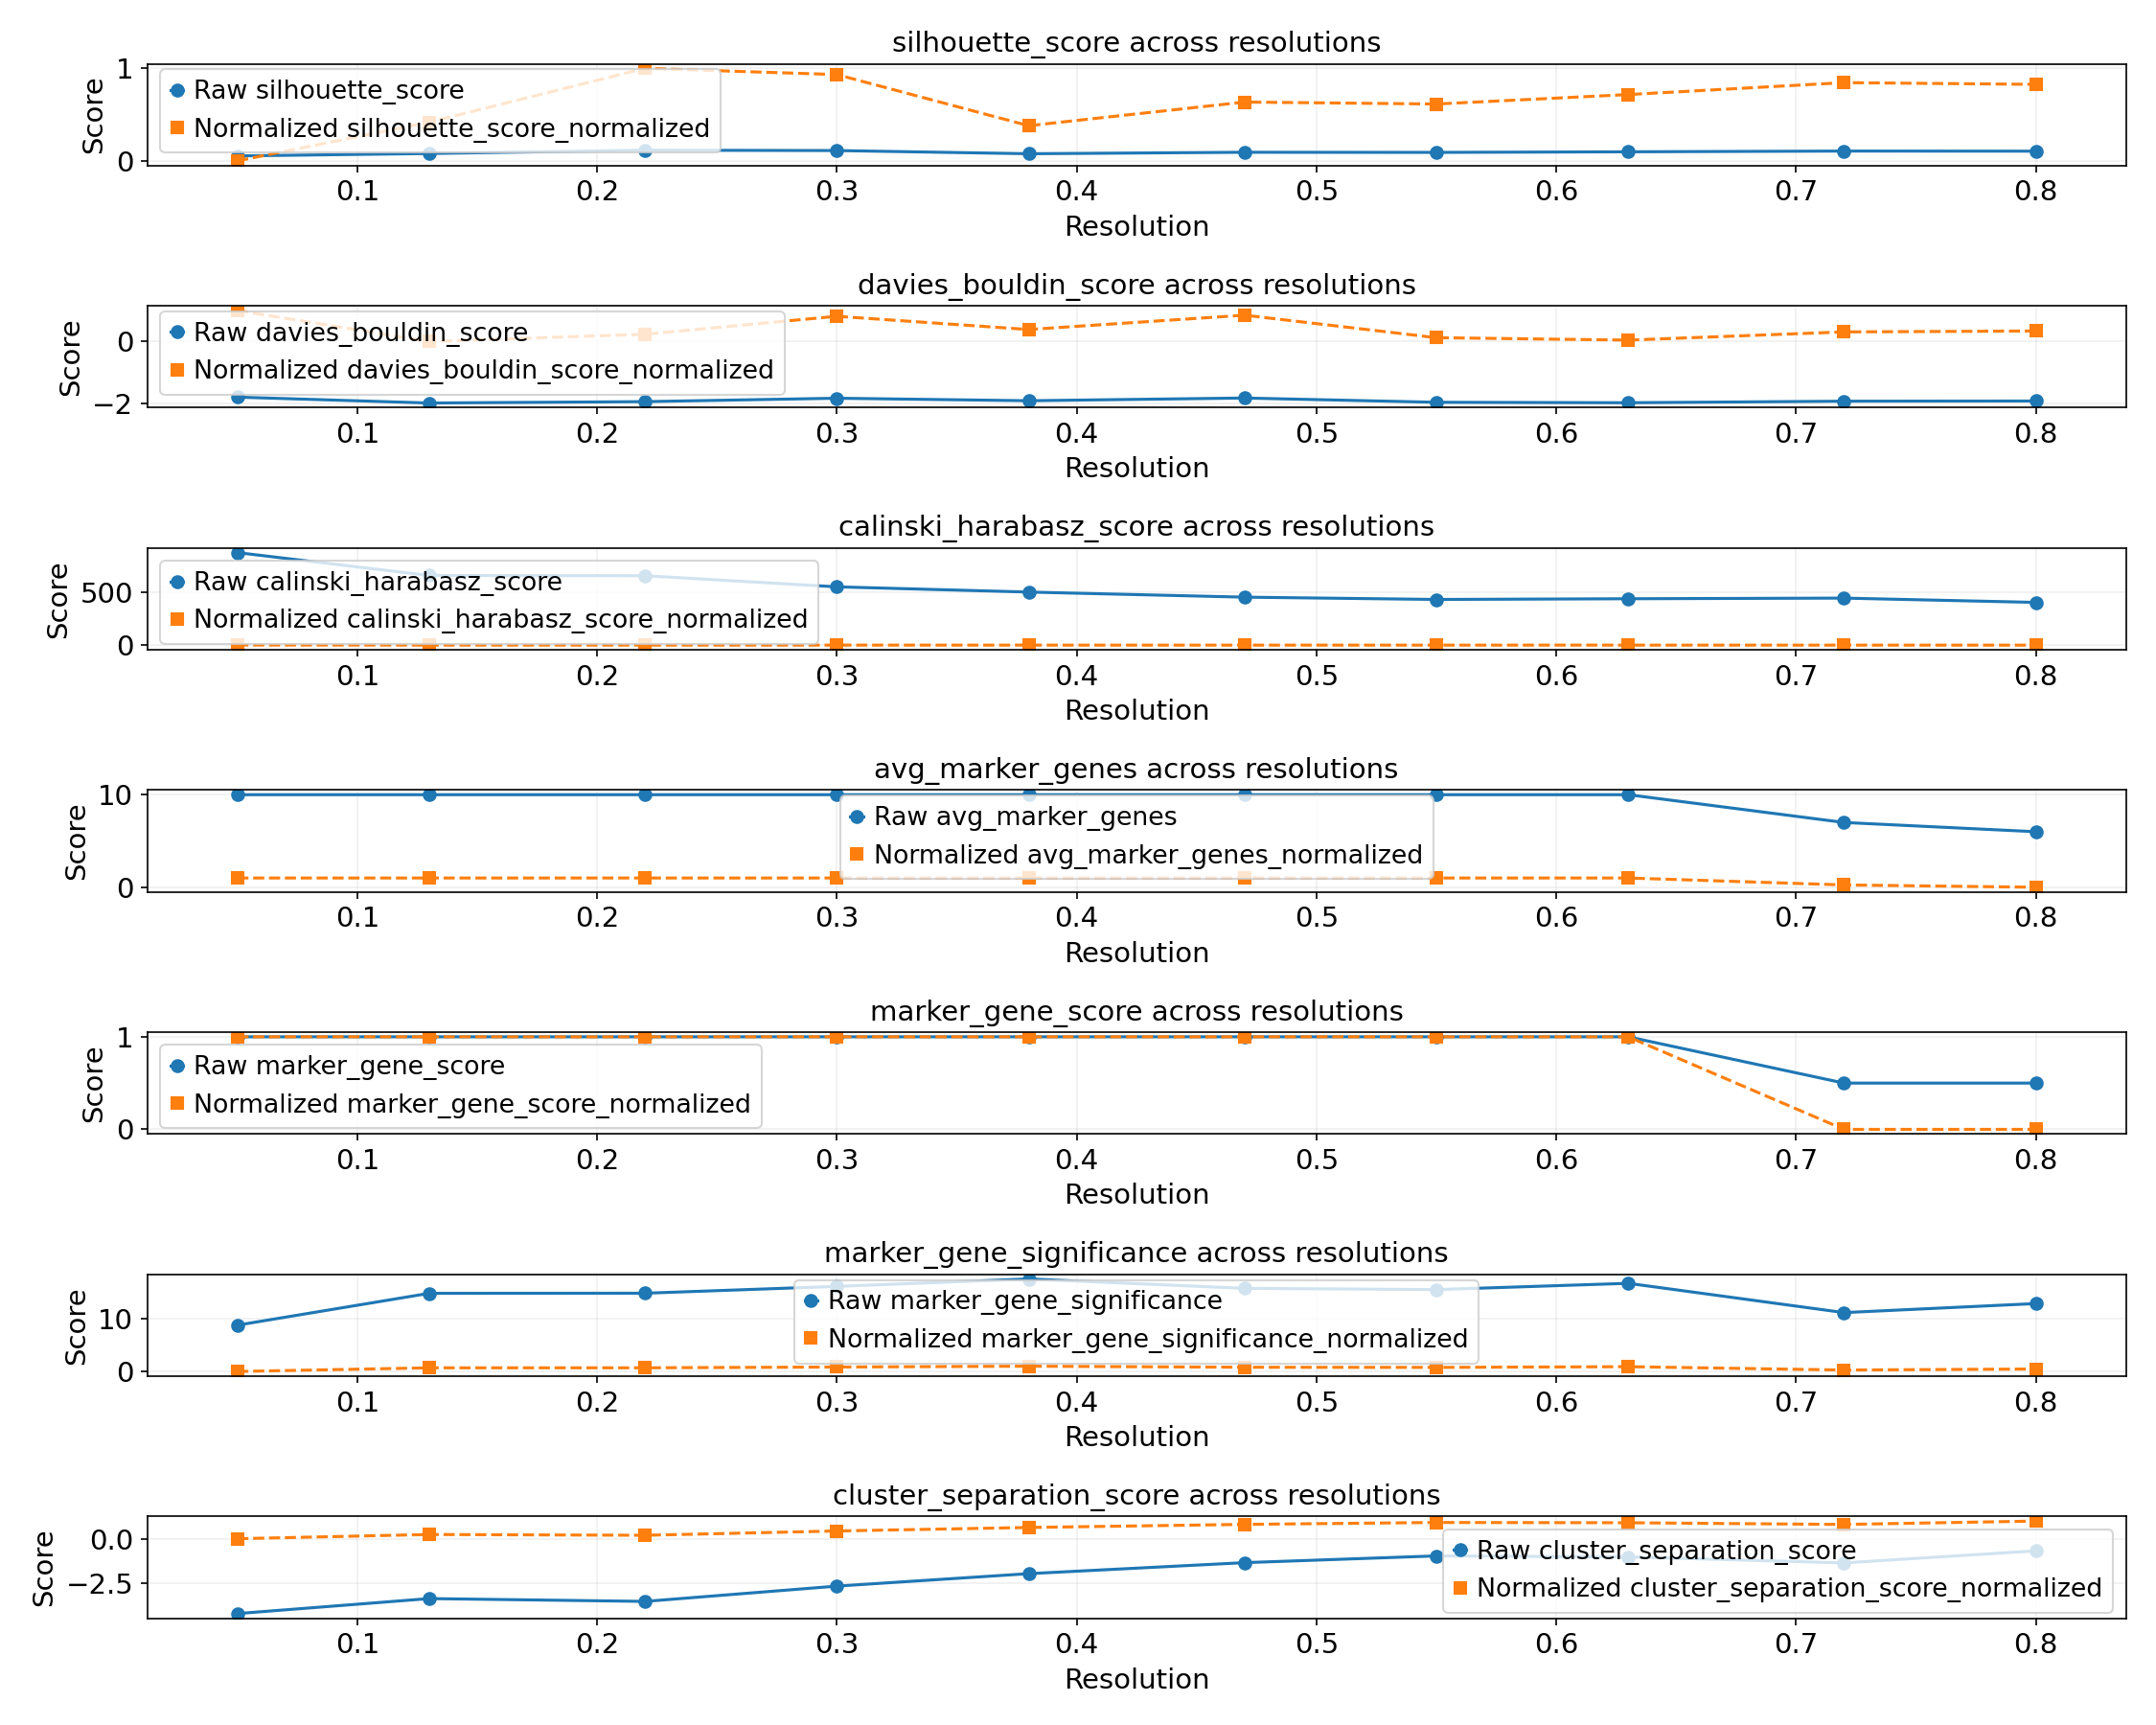 silhouette_score across resolutions
Score
1
0
Raw silhouette_score
Normalized silhouette_score_normalized
0.1 0.2 0.3 0.4 0.5 0.6 0.7 0.8
Resolution
davies_bouldin_score across resolutions
Score
0
−2
Raw davies_bouldin_score
Normalized davies_bouldin_score_normalized
0.1 0.2 0.3 0.4 0.5 0.6 0.7 0.8
Resolution
calinski_harabasz_score across resolutions
Score
500
0
Raw calinski_harabasz_score
Normalized calinski_harabasz_score_normalized
0.1 0.2 0.3 0.4 0.5 0.6 0.7 0.8
Resolution
avg_marker_genes across resolutions
Score
10
0
Raw avg_marker_genes
Normalized avg_marker_genes_normalized
0.1 0.2 0.3 0.4 0.5 0.6 0.7 0.8
Resolution
marker_gene_score across resolutions
Score
1
0
Raw marker_gene_score
Normalized marker_gene_score_normalized
0.1 0.2 0.3 0.4 0.5 0.6 0.7 0.8
Resolution
marker_gene_significance across resolutions
Score
10
0
Raw marker_gene_significance
Normalized marker_gene_significance_normalized
0.1 0.2 0.3 0.4 0.5 0.6 0.7 0.8
Resolution
cluster_separation_score across resolutions
Score
0.0
−2.5
Raw cluster_separation_score
Normalized cluster_separation_score_normalized
0.1 0.2 0.3 0.4 0.5 0.6 0.7 0.8
Resolution